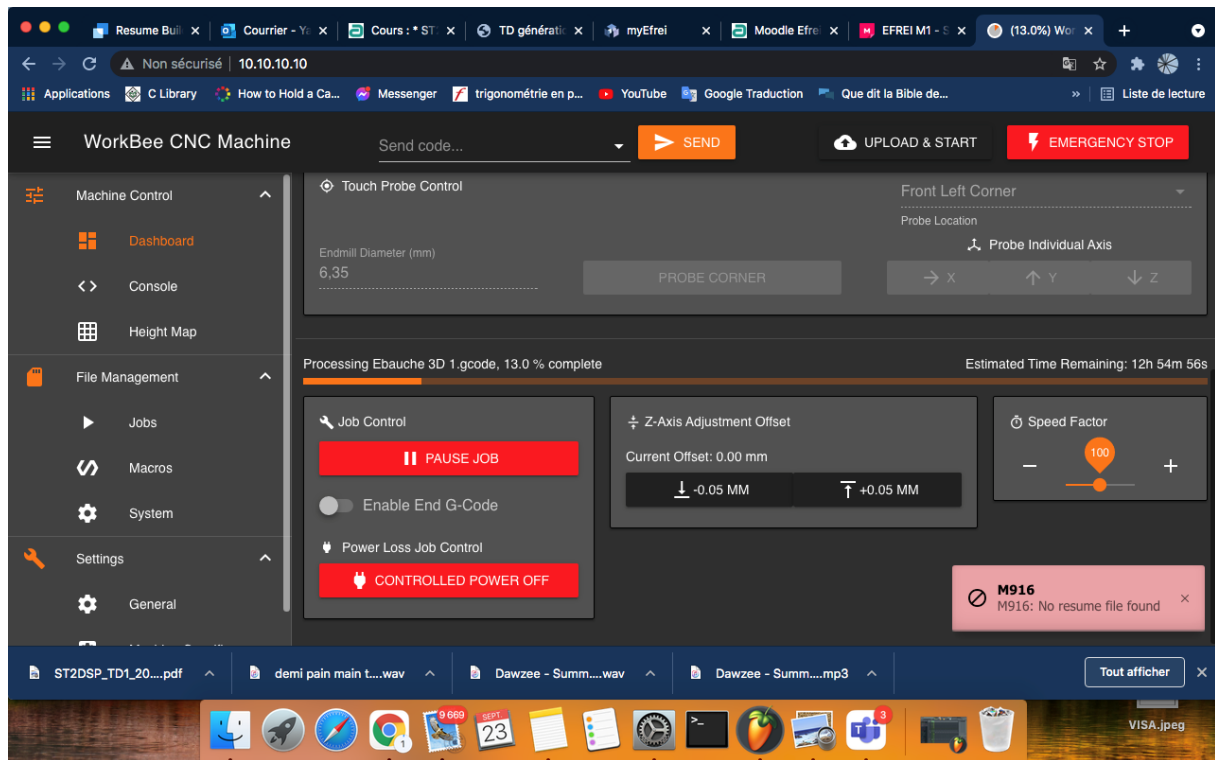 Resume Buil
Courrier - Ya
Cours : * ST
TD génératic
myEfrei
Moodle Efrei
EFREI M1 - S
(13.0%) Wor
Non sécurisé | 10.10.10.10
Applications
C Library
How to Hold a Ca...
Messenger
trigonométrie en p...
YouTube
Google Traduction
Que dit la Bible de...
»
Liste de lecture
WorkBee CNC Machine
Send code...
SEND
UPLOAD & START
EMERGENCY STOP
Machine Control
Dashboard
Console
Height Map
File Management
Jobs
Macros
System
Settings
General
Touch Probe Control
Front Left Corner
Probe Location
Probe Individual Axis
Endmill Diameter (mm)
6,35
PROBE CORNER
X
Y
Z
Processing Ebauche 3D 1.gcode, 13.0 % complete
Estimated Time Remaining: 12h 54m 56s
Job Control
PAUSE JOB
Enable End G-Code
Power Loss Job Control
CONTROLLED POWER OFF
Z-Axis Adjustment Offset
Current Offset: 0.00 mm
-0.05 MM
+0.05 MM
Speed Factor
100
M916
M916: No resume file found
ST2DSP_TD1_20....pdf
demi pain main t....wav
Dawzee - Summ....wav
Dawzee - Summ....mp3
Tout afficher
9 669
SEPT.
23
1
3
VISA.jpeg